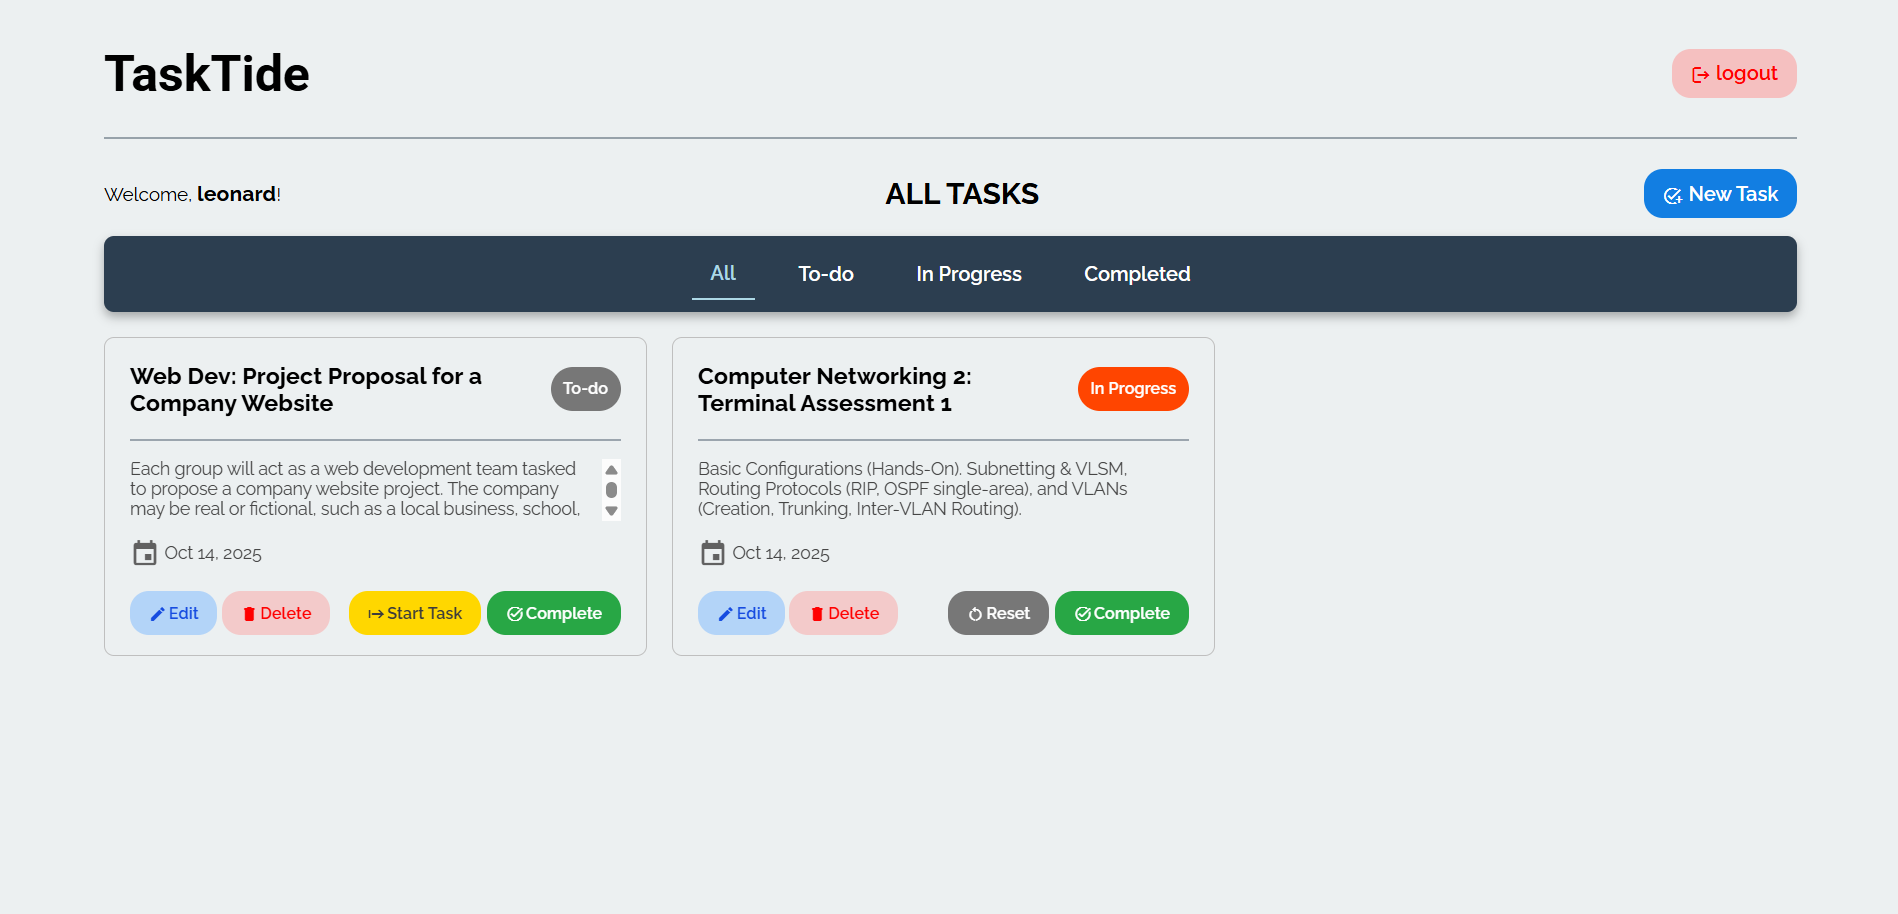 TaskTide
logout
Welcome, leonard!
ALL TASKS
New Task
All
To-do
In Progress
Completed
Web Dev: Project Proposal for a
Company Website
To-do
Each group will act as a web development team tasked
to propose a company website project. The company
may be real or fictional, such as a local business, school,
Oct 14, 2025
Edit
Delete
Start Task
Complete
Computer Networking 2:
Terminal Assessment 1
In Progress
Basic Configurations (Hands-On). Subnetting & VLSM,
Routing Protocols (RIP, OSPF single-area), and VLANs
(Creation, Trunking, Inter-VLAN Routing).
Oct 14, 2025
Edit
Delete
Reset
Complete